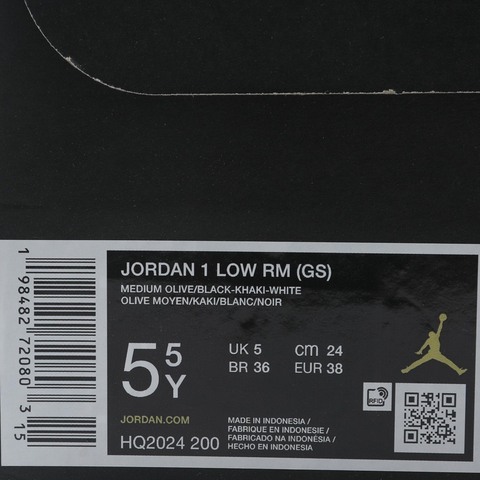 JORDAN 1 LOW RM (GS)
MEDIUM OLIVE/BLACK-KHAKI-WHITE
OLIVE MOYEN/KAKI/BLANC/NOIR
5 5Y
UK 5 cm 24
BR 36 EUR 38
RFID
JORDAN.COM
HQ2024 200
MADE IN INDONESIA /
FABRIQUE EN INDONESIE /
FABRICADO NA INDONÉSIA /
HECHO EN INDONESIA
1 98482 72080 3 15